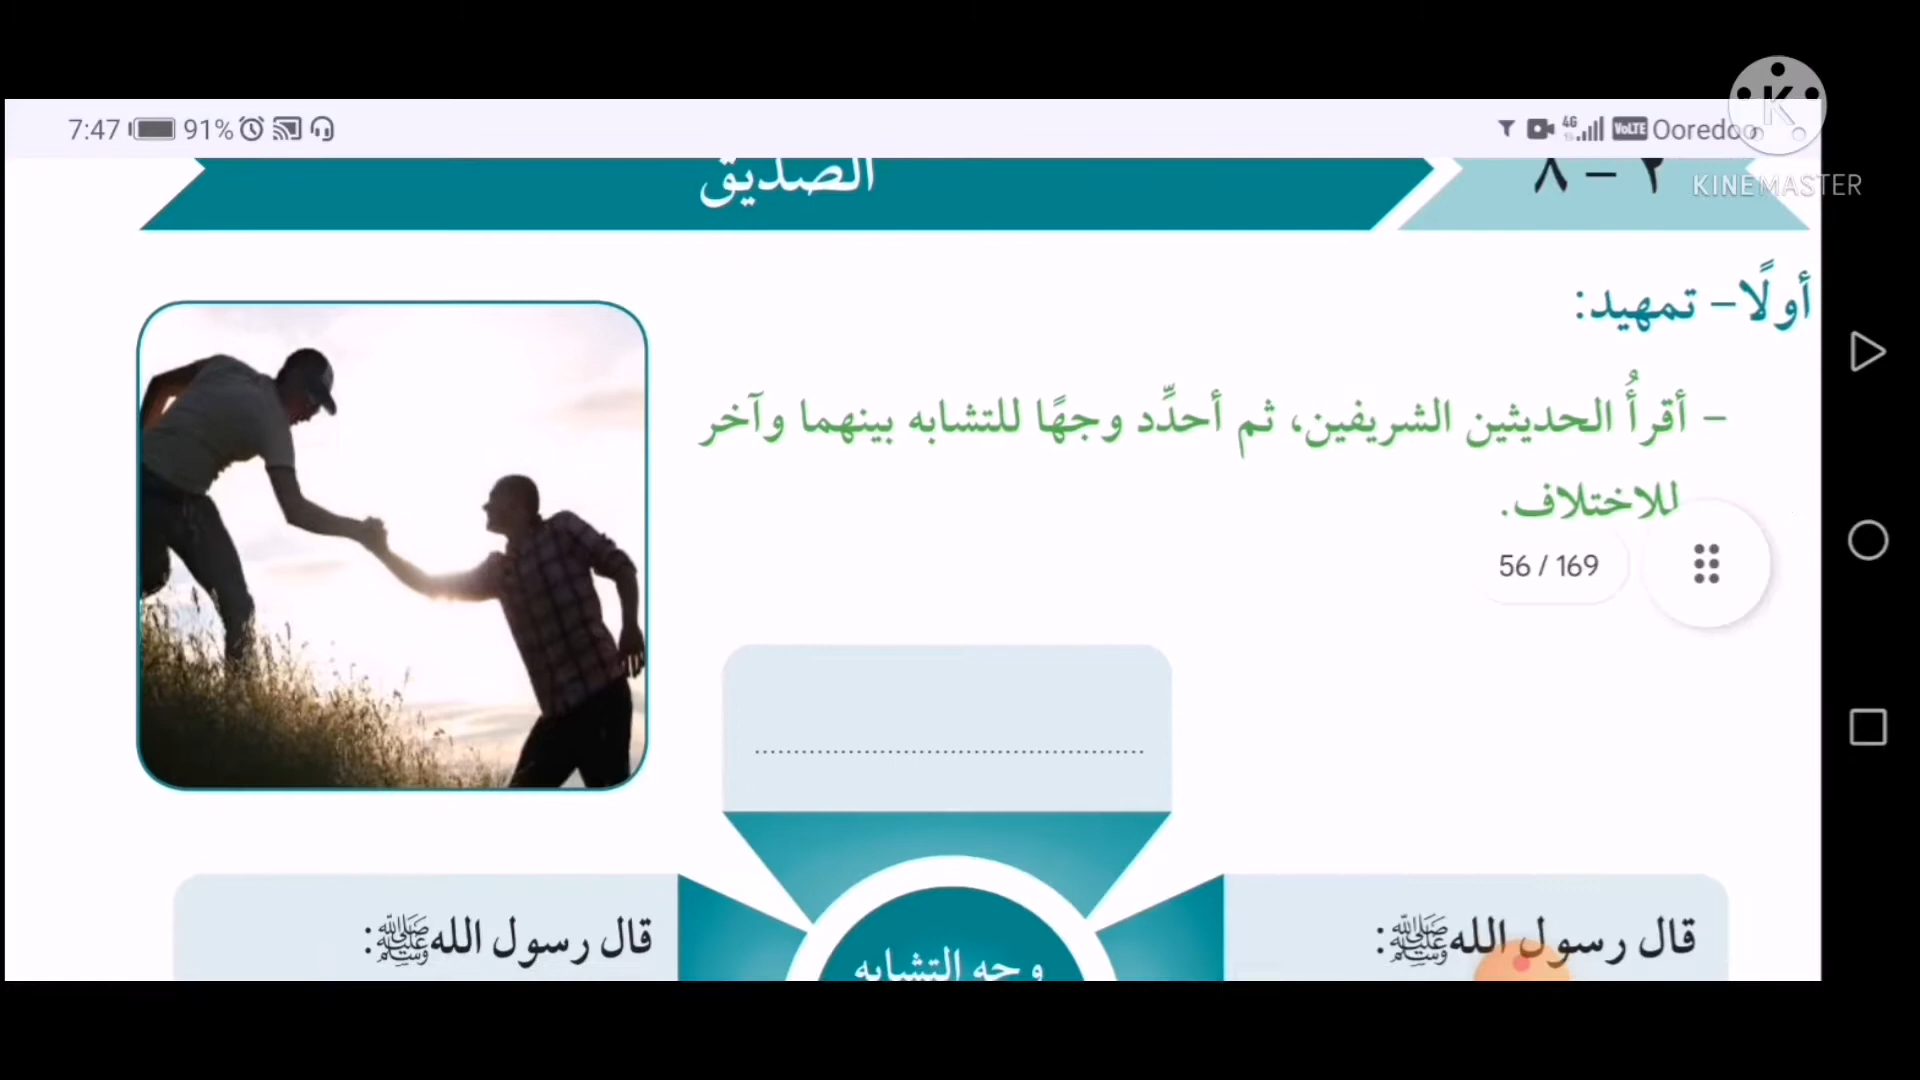 7:47 91% 4G VoLTE Ooredoo
K
KINEMASTER
٢ – ٨
الصديق
أولًا– تمهيد:
– أقرأُ الحديثين الشريفين، ثم أحدِّد وجهًا للتشابه بينهما وآخر
للاختلاف.
56 / 169
................................................
قال رسول الله ﷺ:
وجه التشابه
قال رسول الله ﷺ: